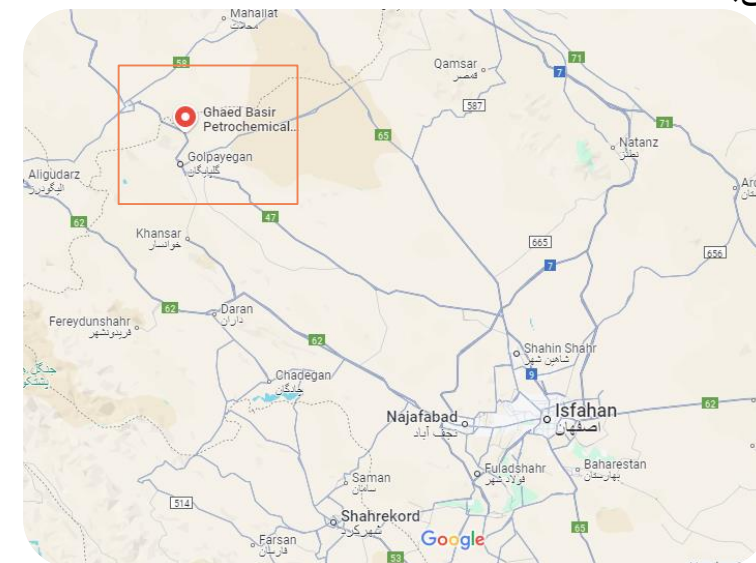 Mahallat
محلات
58
Qamsar
قمصر
71
7
587
Ghaed Basir
Petrochemical...
71
65
Natanz
نطنز
Golpayegan
گلپایگان
Aligudarz
الیگودرز
62
47
Khansar
خوانسار
665
7
656
62
Daran
داران
Fereydunshahr
فریدونشهر
62
Shahin Shahr
شاهین شهر
9
Chadegan
چادگان
62
Isfahan
اصفهان
Najafabad
نجف آباد
Fuladshahr
فولاد شهر
Baharestan
بهارستان
Saman
سامان
514
Shahrekord
شهرکرد
65
Google
Farsan
فارسان
53